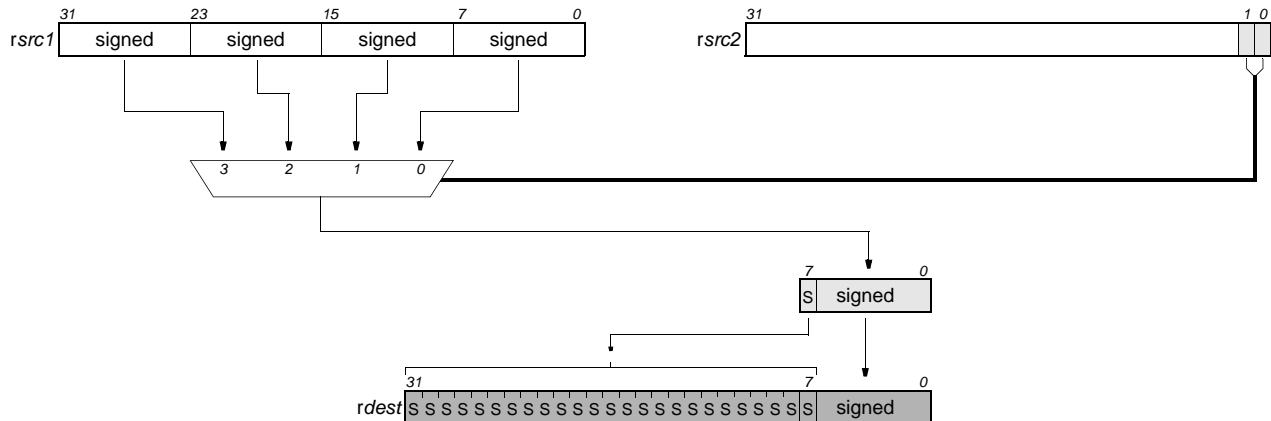 31 23 15 7 0 31 1 0
rsrc1 signed signed signed signed rsrc2
3 2 1 0
7 0
S signed
31 7 0
rdest S S S S S S S S S S S S S S S S S S S S S S S S S signed